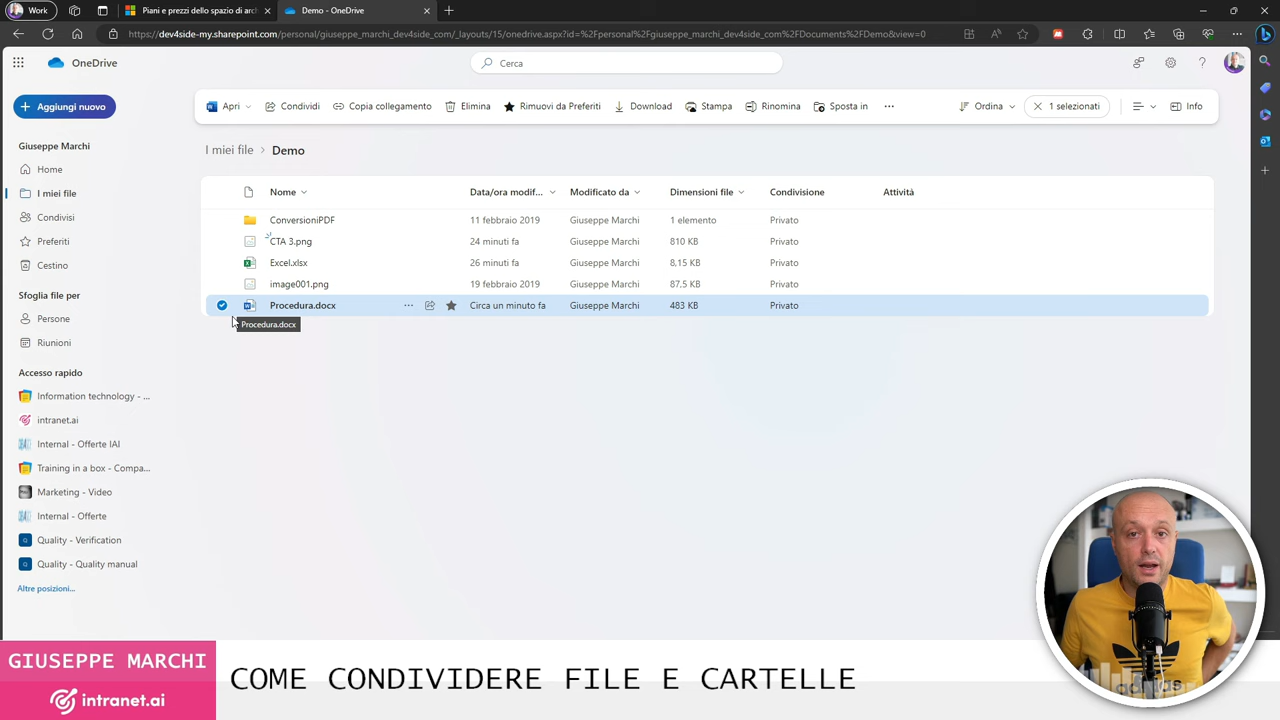 Work
Piani e prezzi dello spazio di arc
Demo - OneDrive
https://dev4side-my.sharepoint.com/personal/giuseppe_marchi_dev4side_com/_layouts/15/onedrive.aspx?id=%2Fpersonal%2Fgiuseppe_marchi_dev4side_com%2FDocuments%2FDemo&view=0
OneDrive
Cerca
Aggiungi nuovo
Apri
Condividi
Copia collegamento
Elimina
Rimuovi da Preferiti
Download
Stampa
Rinomina
Sposta in
Ordina
1 selezionati
Info
Giuseppe Marchi
Home
I miei file
Condivisi
Preferiti
Cestino
Sfoglia file per
Persone
Riunioni
Accesso rapido
Information technology - ...
intranet.ai
Internal - Offerte IAI
Training in a box - Compa...
Marketing - Video
Internal - Offerte
Quality - Verification
Quality - Quality manual
Altre posizioni...
I miei file > Demo
Nome Data/ora modif... Modificato da Dimensioni file Condivisione Attività
ConversioniPDF 11 febbraio 2019 Giuseppe Marchi 1 elemento Privato
CTA 3.png 24 minuti fa Giuseppe Marchi 810 KB Privato
Excel.xlsx 26 minuti fa Giuseppe Marchi 8,15 KB Privato
image001.png 19 febbraio 2019 Giuseppe Marchi 87.5 KB Privato
Procedura.docx Circa un minuto fa Giuseppe Marchi 483 KB Privato
Procedura.docx
GIUSEPPE MARCHI
intranet.ai
COME CONDIVIDERE FILE E CARTELLE